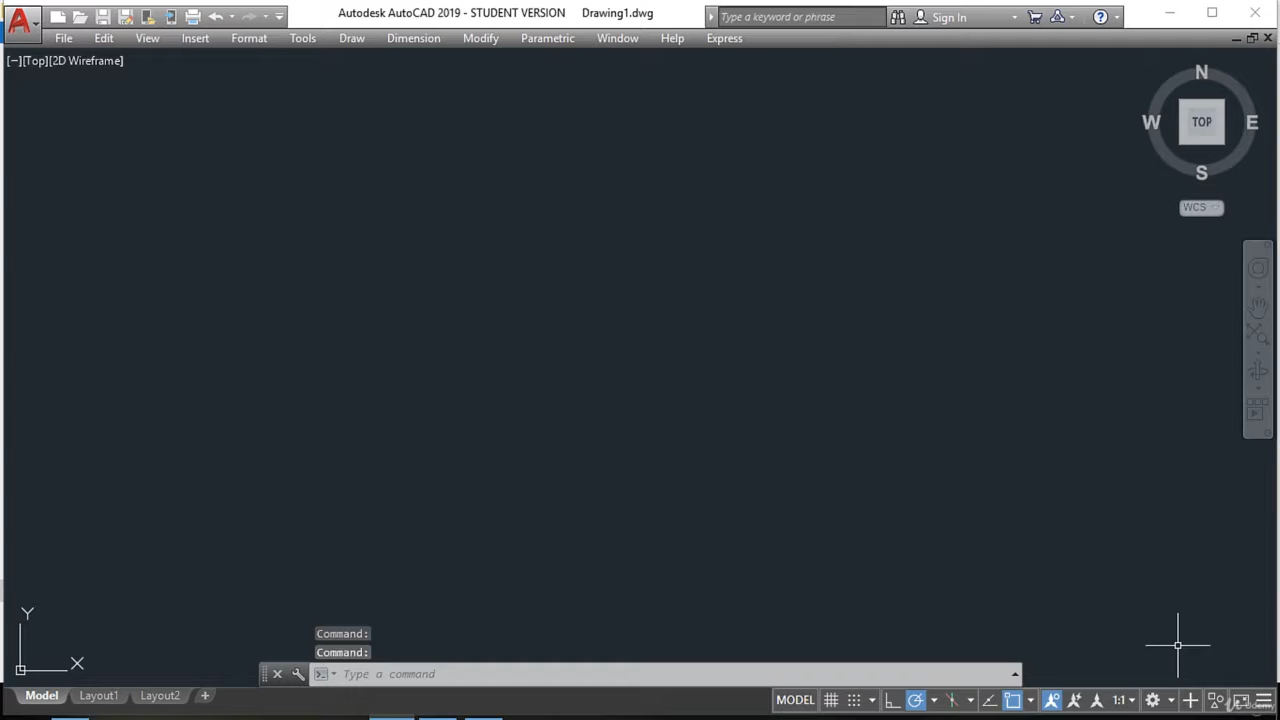 Autodesk AutoCAD 2019 - STUDENT VERSION Drawing1.dwg
Type a keyword or phrase
Sign In
File Edit View Insert Format Tools Draw Dimension Modify Parametric Window Help Express
[−][Top][2D Wireframe]
N
W TOP E
S
WCS
Y
X
Command:
Command:
Type a command
Model Layout1 Layout2 +
MODEL 1:1
Udemy